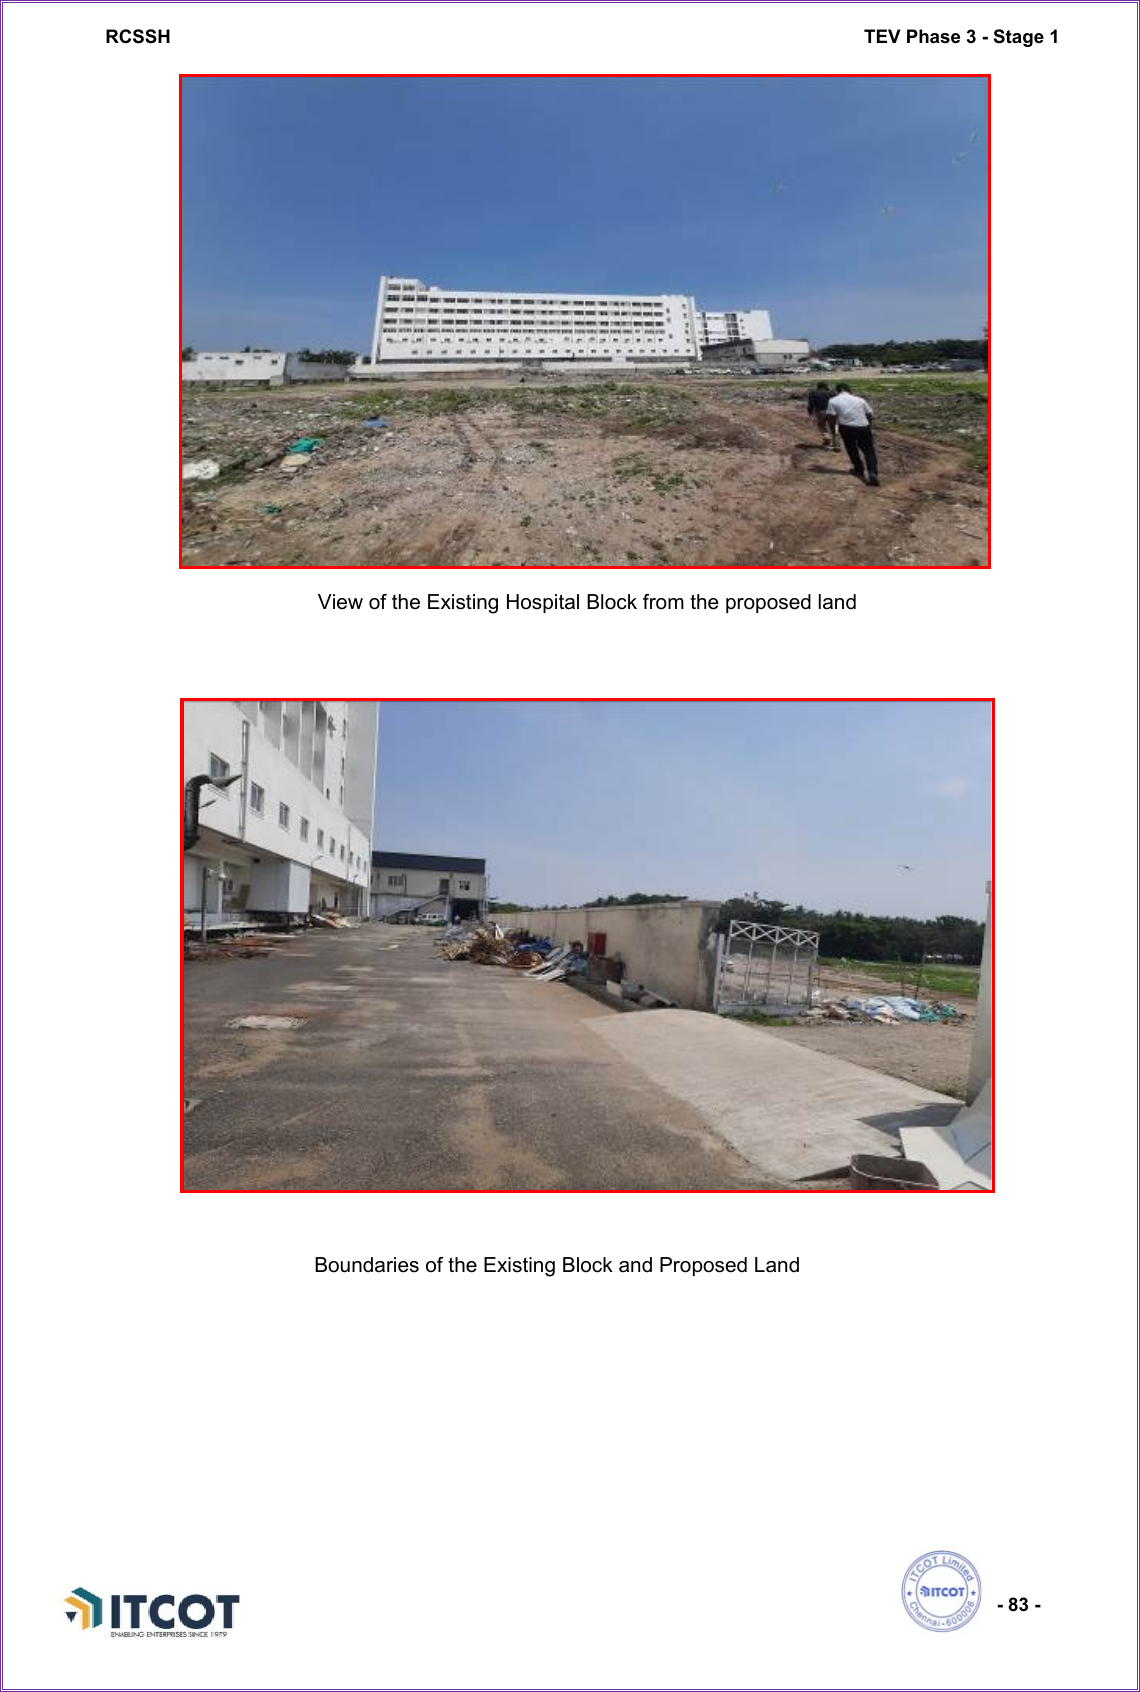 RCSSH
TEV Phase 3 - Stage 1
View of the Existing Hospital Block from the proposed land
Boundaries of the Existing Block and Proposed Land
ITCOT
ENABLING ENTERPRISES SINCE 1979
ITCOT Limited
ITCOT
Chennai-600006
- 83 -